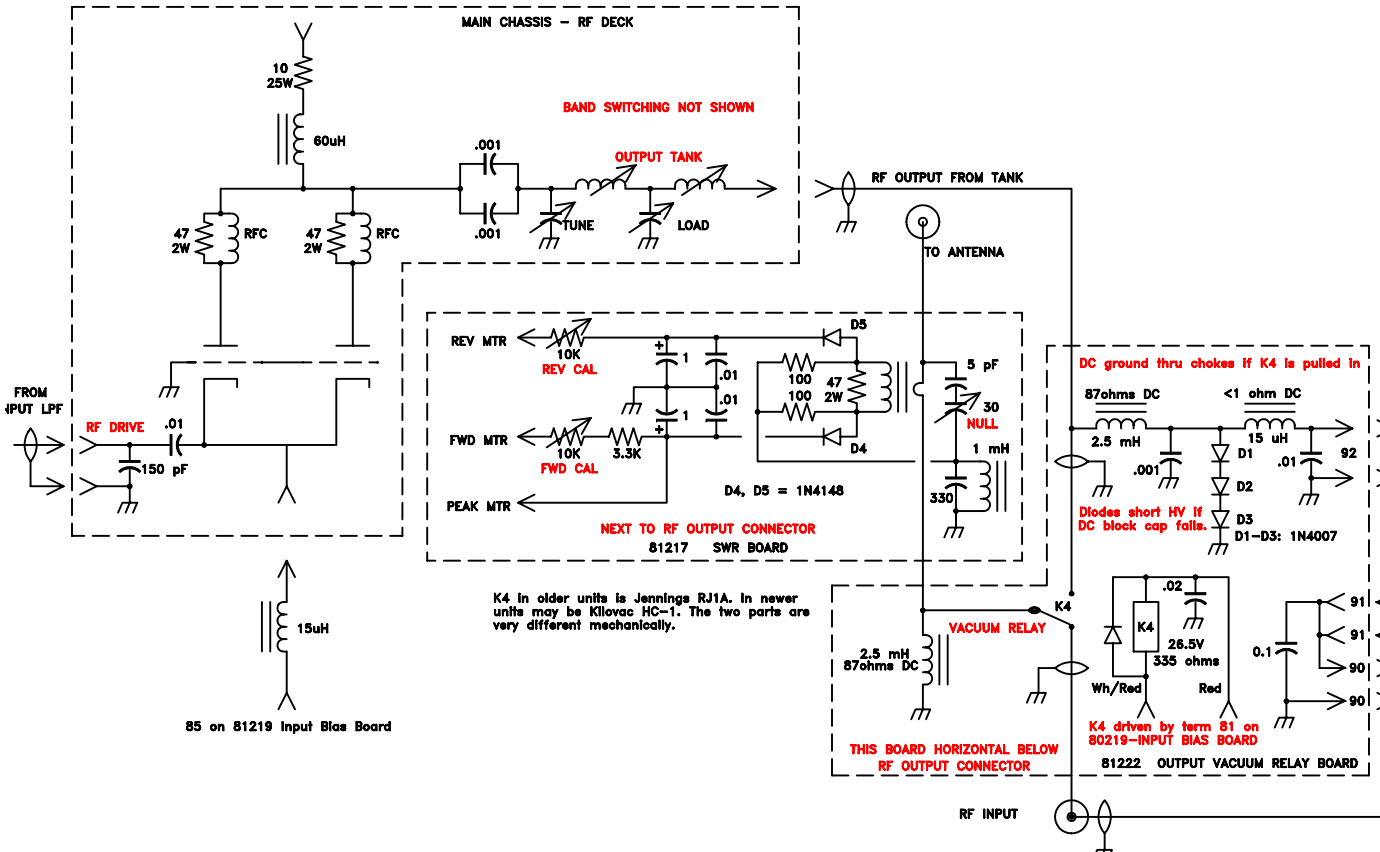 MAIN CHASSIS - RF DECK
10
25W
60uH
BAND SWITCHING NOT SHOWN
.001
OUTPUT TANK
.001
TUNE
LOAD
RF OUTPUT FROM TANK
TO ANTENNA
47
2W
RFC
47
2W
RFC
FROM
INPUT LPF
RF DRIVE
.01
150 pF
REV MTR
10K
REV CAL
+
1
.01
D5
100
100
47
2W
5 pF
30
NULL
1
+
.01
FWD MTR
10K
FWD CAL
3.3K
D4
1 mH
330
PEAK MTR
D4, D5 = 1N4148
NEXT TO RF OUTPUT CONNECTOR
81217 SWR BOARD
DC ground thru chokes if K4 is pulled in
87ohms DC
<1 ohm DC
2.5 mH
15 uH
92
.001
D1
.01
D2
Diodes short HV if
DC block cap fails.
D3
D1-D3: 1N4007
K4 in older units is Jennings RJ1A. In newer
units may be Kilovac HC-1. The two parts are
very different mechanically.
15uH
85 on 81219 Input Bias Board
VACUUM RELAY
K4
2.5 mH
87ohms DC
K4
.02
26.5V
335 ohms
Wh/Red
Red
0.1
91
91
90
90
K4 driven by term 81 on
80219-INPUT BIAS BOARD
THIS BOARD HORIZONTAL BELOW
RF OUTPUT CONNECTOR
81222 OUTPUT VACUUM RELAY BOARD
RF INPUT